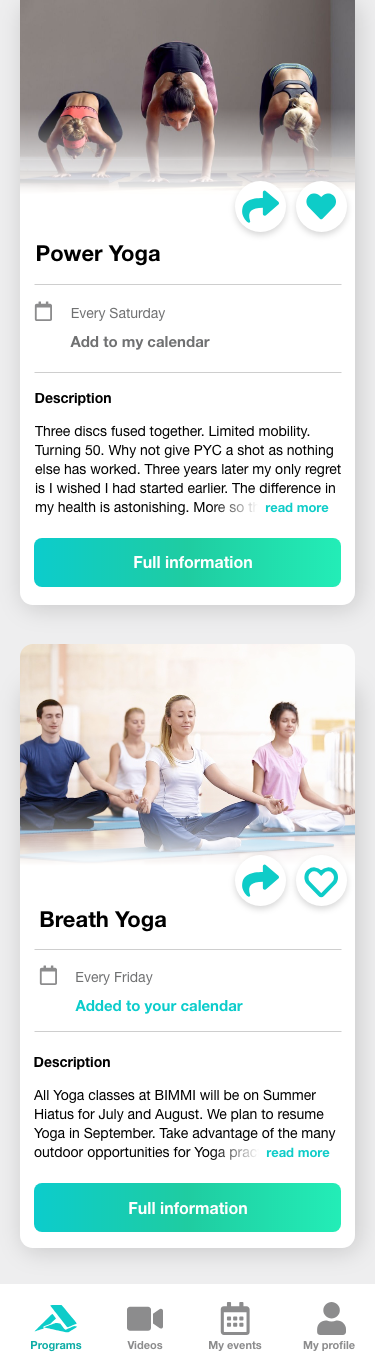 Power Yoga
Every Saturday
Add to my calendar
Description
Three discs fused together. Limited mobility.
Turning 50. Why not give PYC a shot as nothing
else has worked. Three years later my only regret
is I wished I had started earlier. The difference in
my health is astonishing. More so th read more
Full information
Breath Yoga
Every Friday
Added to your calendar
Description
All Yoga classes at BIMMI will be on Summer
Hiatus for July and August. We plan to resume
Yoga in September. Take advantage of the many
outdoor opportunities for Yoga prac read more
Full information
Programs Videos My events My profile